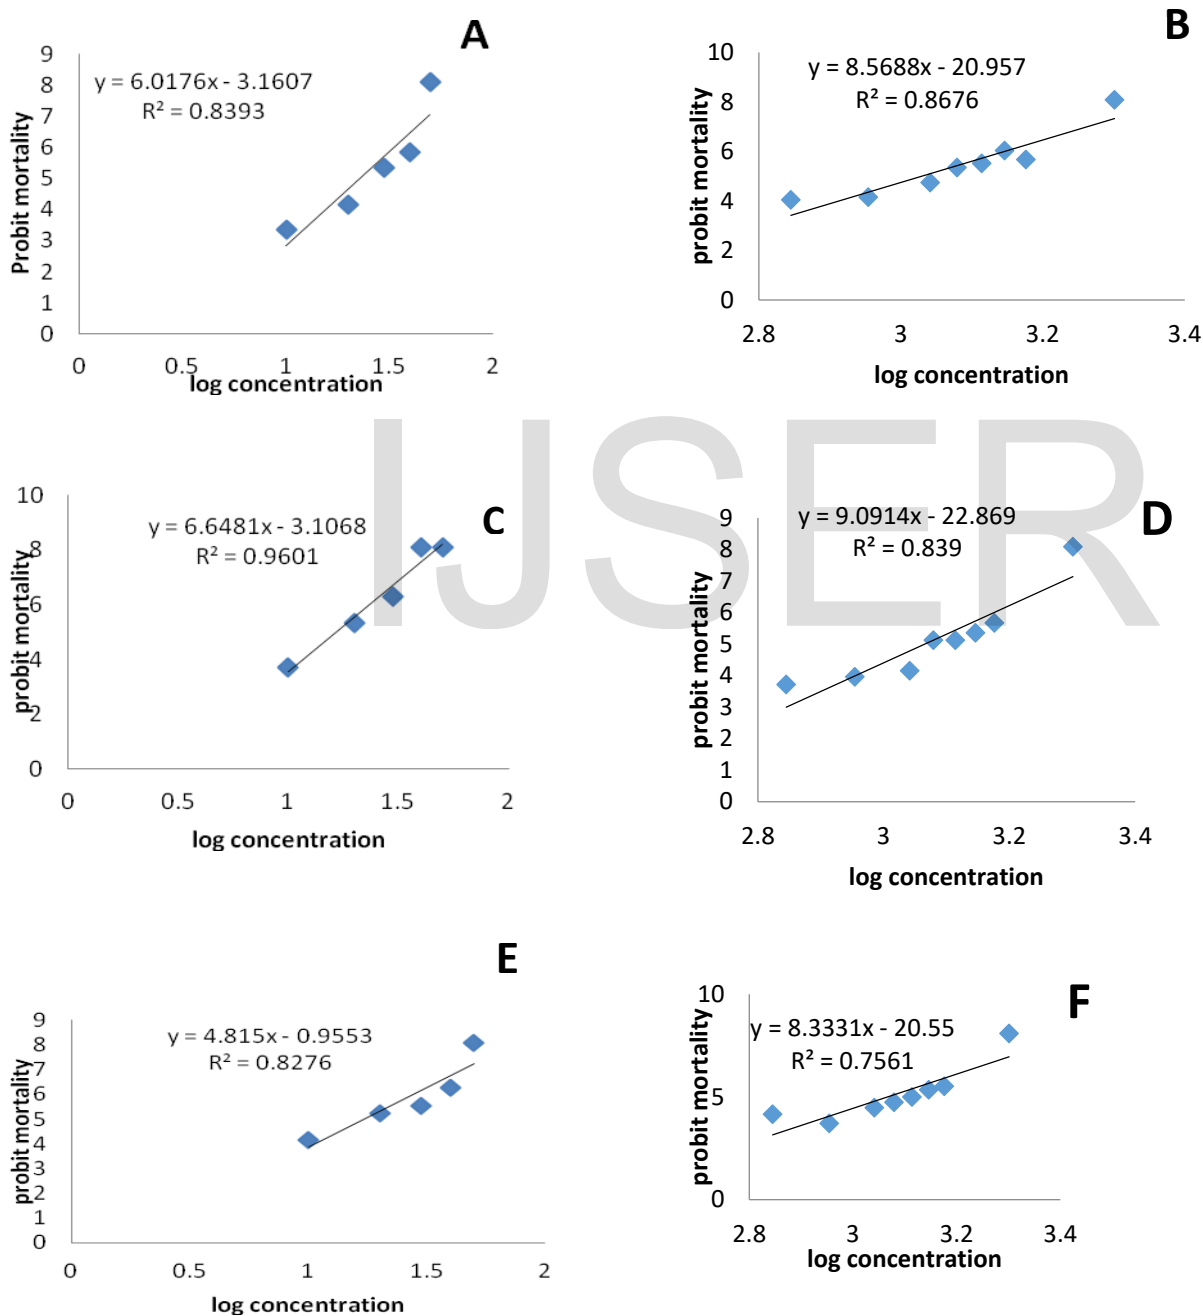 A
9
8
7
6
5
4
3
2
1
0
Probit mortality
y = 6.0176x - 3.1607
R² = 0.8393
0 0.5 1 1.5 2
log concentration
B
10
8
6
4
2
0
probit mortality
y = 8.5688x - 20.957
R² = 0.8676
2.8 3 3.2 3.4
log concentration
IJSER
C
10
8
6
4
2
0
probit mortality
y = 6.6481x - 3.1068
R² = 0.9601
0 0.5 1 1.5 2
log concentration
D
9
8
7
6
5
4
3
2
1
0
probit mortality
y = 9.0914x - 22.869
R² = 0.839
2.8 3 3.2 3.4
log concentration
E
9
8
7
6
5
4
3
2
1
0
probit mortality
y = 4.815x - 0.9553
R² = 0.8276
0 0.5 1 1.5 2
log concentration
F
10
5
0
probit mortality
y = 8.3331x - 20.55
R² = 0.7561
2.8 3 3.2 3.4
log concentration